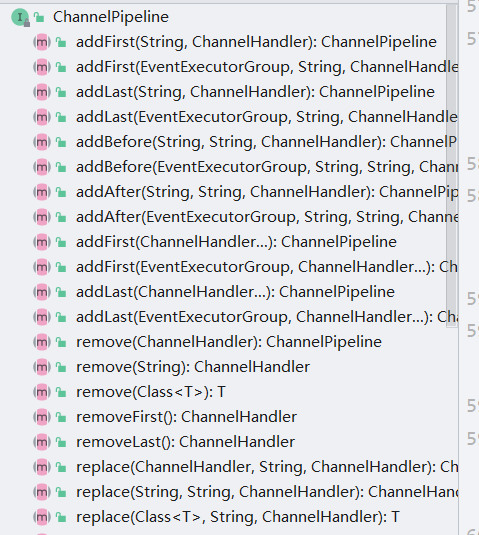 ChannelPipeline
addFirst(String, ChannelHandler): ChannelPipeline
addFirst(EventExecutorGroup, String, ChannelHandle
addLast(String, ChannelHandler): ChannelPipeline
addLast(EventExecutorGroup, String, ChannelHandle
addBefore(String, String, ChannelHandler): ChannelP
addBefore(EventExecutorGroup, String, String, Chan
addAfter(String, String, ChannelHandler): ChannelPip
addAfter(EventExecutorGroup, String, String, Chann
addFirst(ChannelHandler...): ChannelPipeline
addFirst(EventExecutorGroup, ChannelHandler...): Ch
addLast(ChannelHandler...): ChannelPipeline
addLast(EventExecutorGroup, ChannelHandler...): Cha
remove(ChannelHandler): ChannelPipeline
remove(String): ChannelHandler
remove(Class<T>): T
removeFirst(): ChannelHandler
removeLast(): ChannelHandler
replace(ChannelHandler, String, ChannelHandler): Ch
replace(String, String, ChannelHandler): ChannelHand
replace(Class<T>, String, ChannelHandler): T